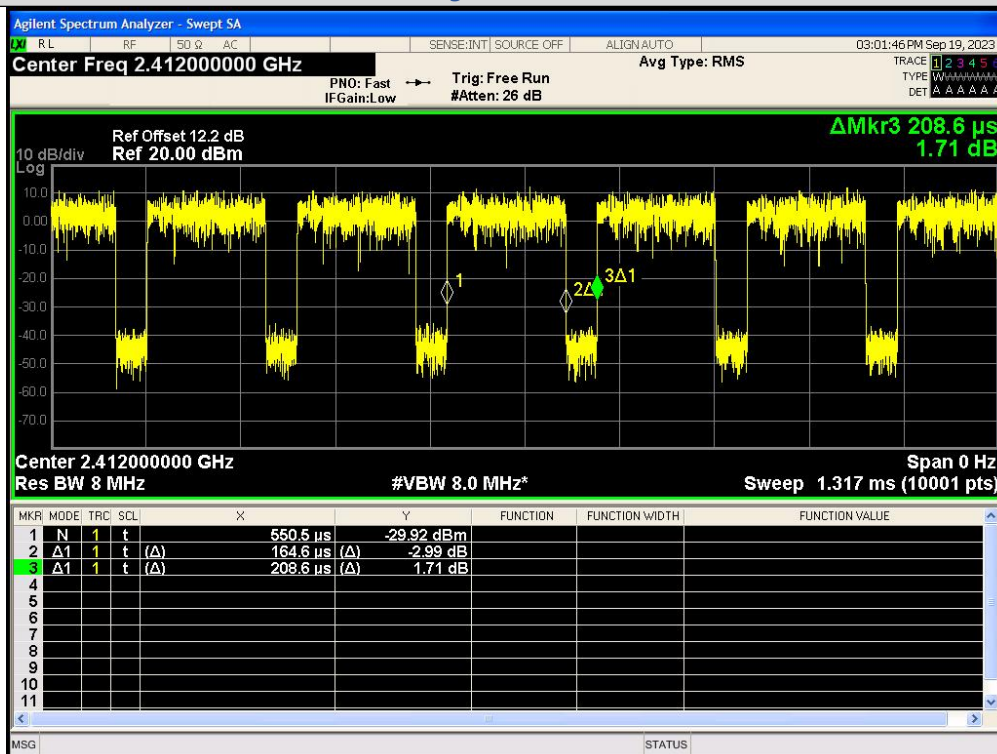 Agilent Spectrum Analyzer - Swept SA
LXI RL RF 50 Ω AC SENSE:INT SOURCE OFF ALIGN AUTO 03:01:46 PM Sep 19, 2023
Center Freq 2.412000000 GHz Avg Type: RMS TRACE 1 2 3 4 5 6
PNO: Fast Trig: Free Run TYPE WWWWWW
IFGain:Low #Atten: 26 dB DET A A A A A A
ΔMkr3 208.6 µs
1.71 dB
Ref Offset 12.2 dB
10 dB/div Ref 20.00 dBm
Log
10.0
0.00
-10.0
-20.0
-30.0
-40.0
-50.0
-60.0
-70.0
1
2Δ
3Δ1
Center 2.412000000 GHz Span 0 Hz
Res BW 8 MHz #VBW 8.0 MHz* Sweep 1.317 ms (10001 pts)
MKR MODE TRC SCL X Y FUNCTION FUNCTION WIDTH FUNCTION VALUE
1 N 1 t 550.5 µs -29.92 dBm
2 Δ1 1 t (Δ) 164.6 µs (Δ) -2.99 dB
3 Δ1 1 t (Δ) 208.6 µs (Δ) 1.71 dB
4
5
6
7
8
9
10
11
MSG STATUS